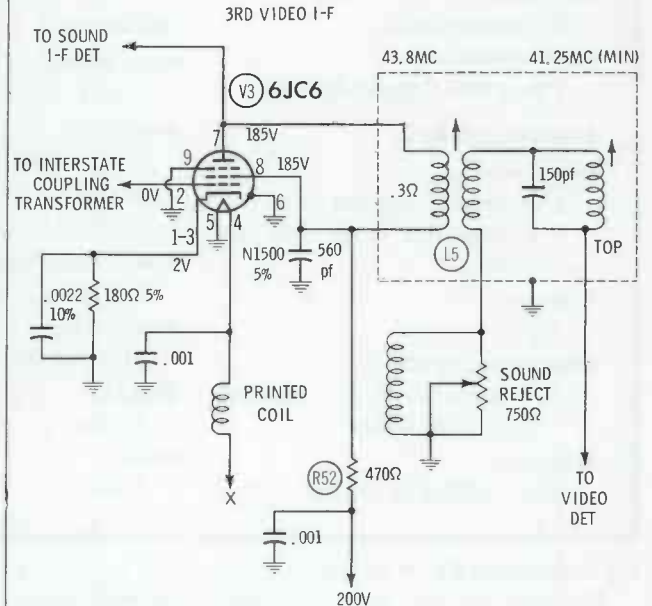 3RD VIDEO I-F
TO SOUND
I-F DET
43.8MC
41.25MC (MIN)
V3 6JC6
7
185V
9
8
185V
TO INTERSTATE
COUPLING
TRANSFORMER
0V
12
6
5
4
1-3
2V
.3Ω
150pf
N1500
5%
560
pf
L5
TOP
.0022
10%
180Ω 5%
.001
PRINTED
COIL
SOUND
REJECT
750Ω
X
R52
470Ω
TO
VIDEO
DET
.001
200V